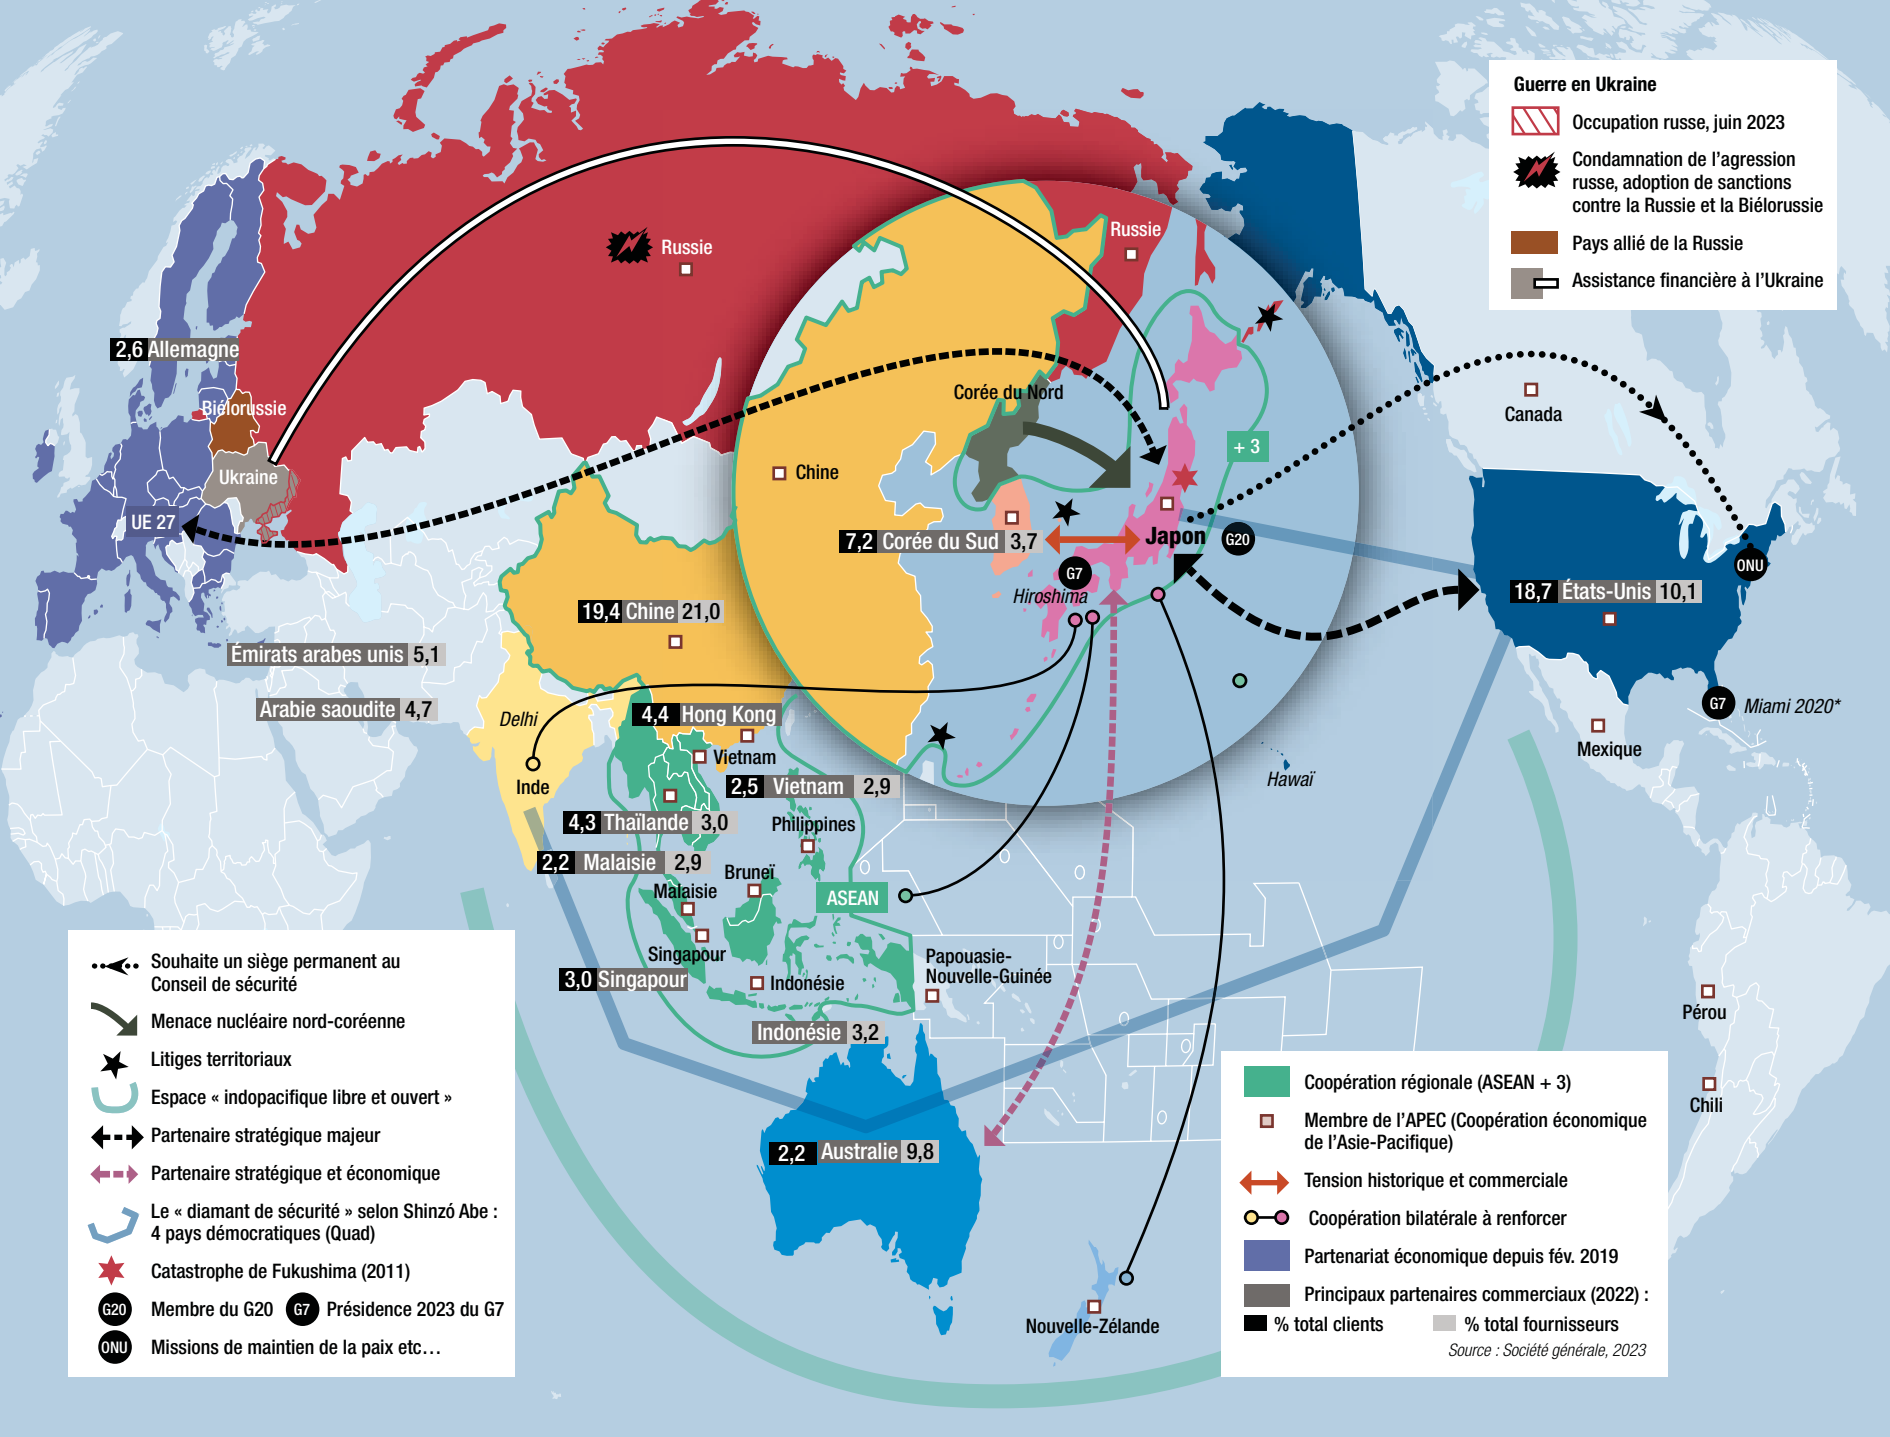 Guerre en Ukraine
Occupation russe, juin 2023
Condamnation de l’agression
russe, adoption de sanctions
contre la Russie et la Biélorussie
Pays allié de la Russie
Assistance financière à l’Ukraine
Russie
Russie
2,6 Allemagne
Biélorussie
Ukraine
UE 27
Corée du Nord
Chine
+ 3
7,2 Corée du Sud 3,7
Japon
G20
G7
Hiroshima
Canada
ONU
18,7 États-Unis 10,1
G7
Miami 2020*
Mexique
Hawaï
19,4 Chine 21,0
Émirats arabes unis 5,1
Arabie saoudite 4,7
Delhi
Inde
4,4 Hong Kong
Vietnam
2,5 Vietnam 2,9
4,3 Thaïlande 3,0
Philippines
2,2 Malaisie 2,9
Bruneï
Malaisie
ASEAN
Singapour
3,0 Singapour
Indonésie
Papouasie-
Nouvelle-Guinée
Indonésie 3,2
2,2 Australie 9,8
Nouvelle-Zélande
Pérou
Chili
Souhaite un siège permanent au
Conseil de sécurité
Menace nucléaire nord-coréenne
Litiges territoriaux
Espace « indopacifique libre et ouvert »
Partenaire stratégique majeur
Partenaire stratégique et économique
Le « diamant de sécurité » selon Shinzó Abe :
4 pays démocratiques (Quad)
Catastrophe de Fukushima (2011)
G20 Membre du G20 G7 Présidence 2023 du G7
ONU Missions de maintien de la paix etc…
Coopération régionale (ASEAN + 3)
Membre de l’APEC (Coopération économique
de l’Asie-Pacifique)
Tension historique et commerciale
Coopération bilatérale à renforcer
Partenariat économique depuis fév. 2019
Principaux partenaires commerciaux (2022) :
% total clients % total fournisseurs
Source : Société générale, 2023